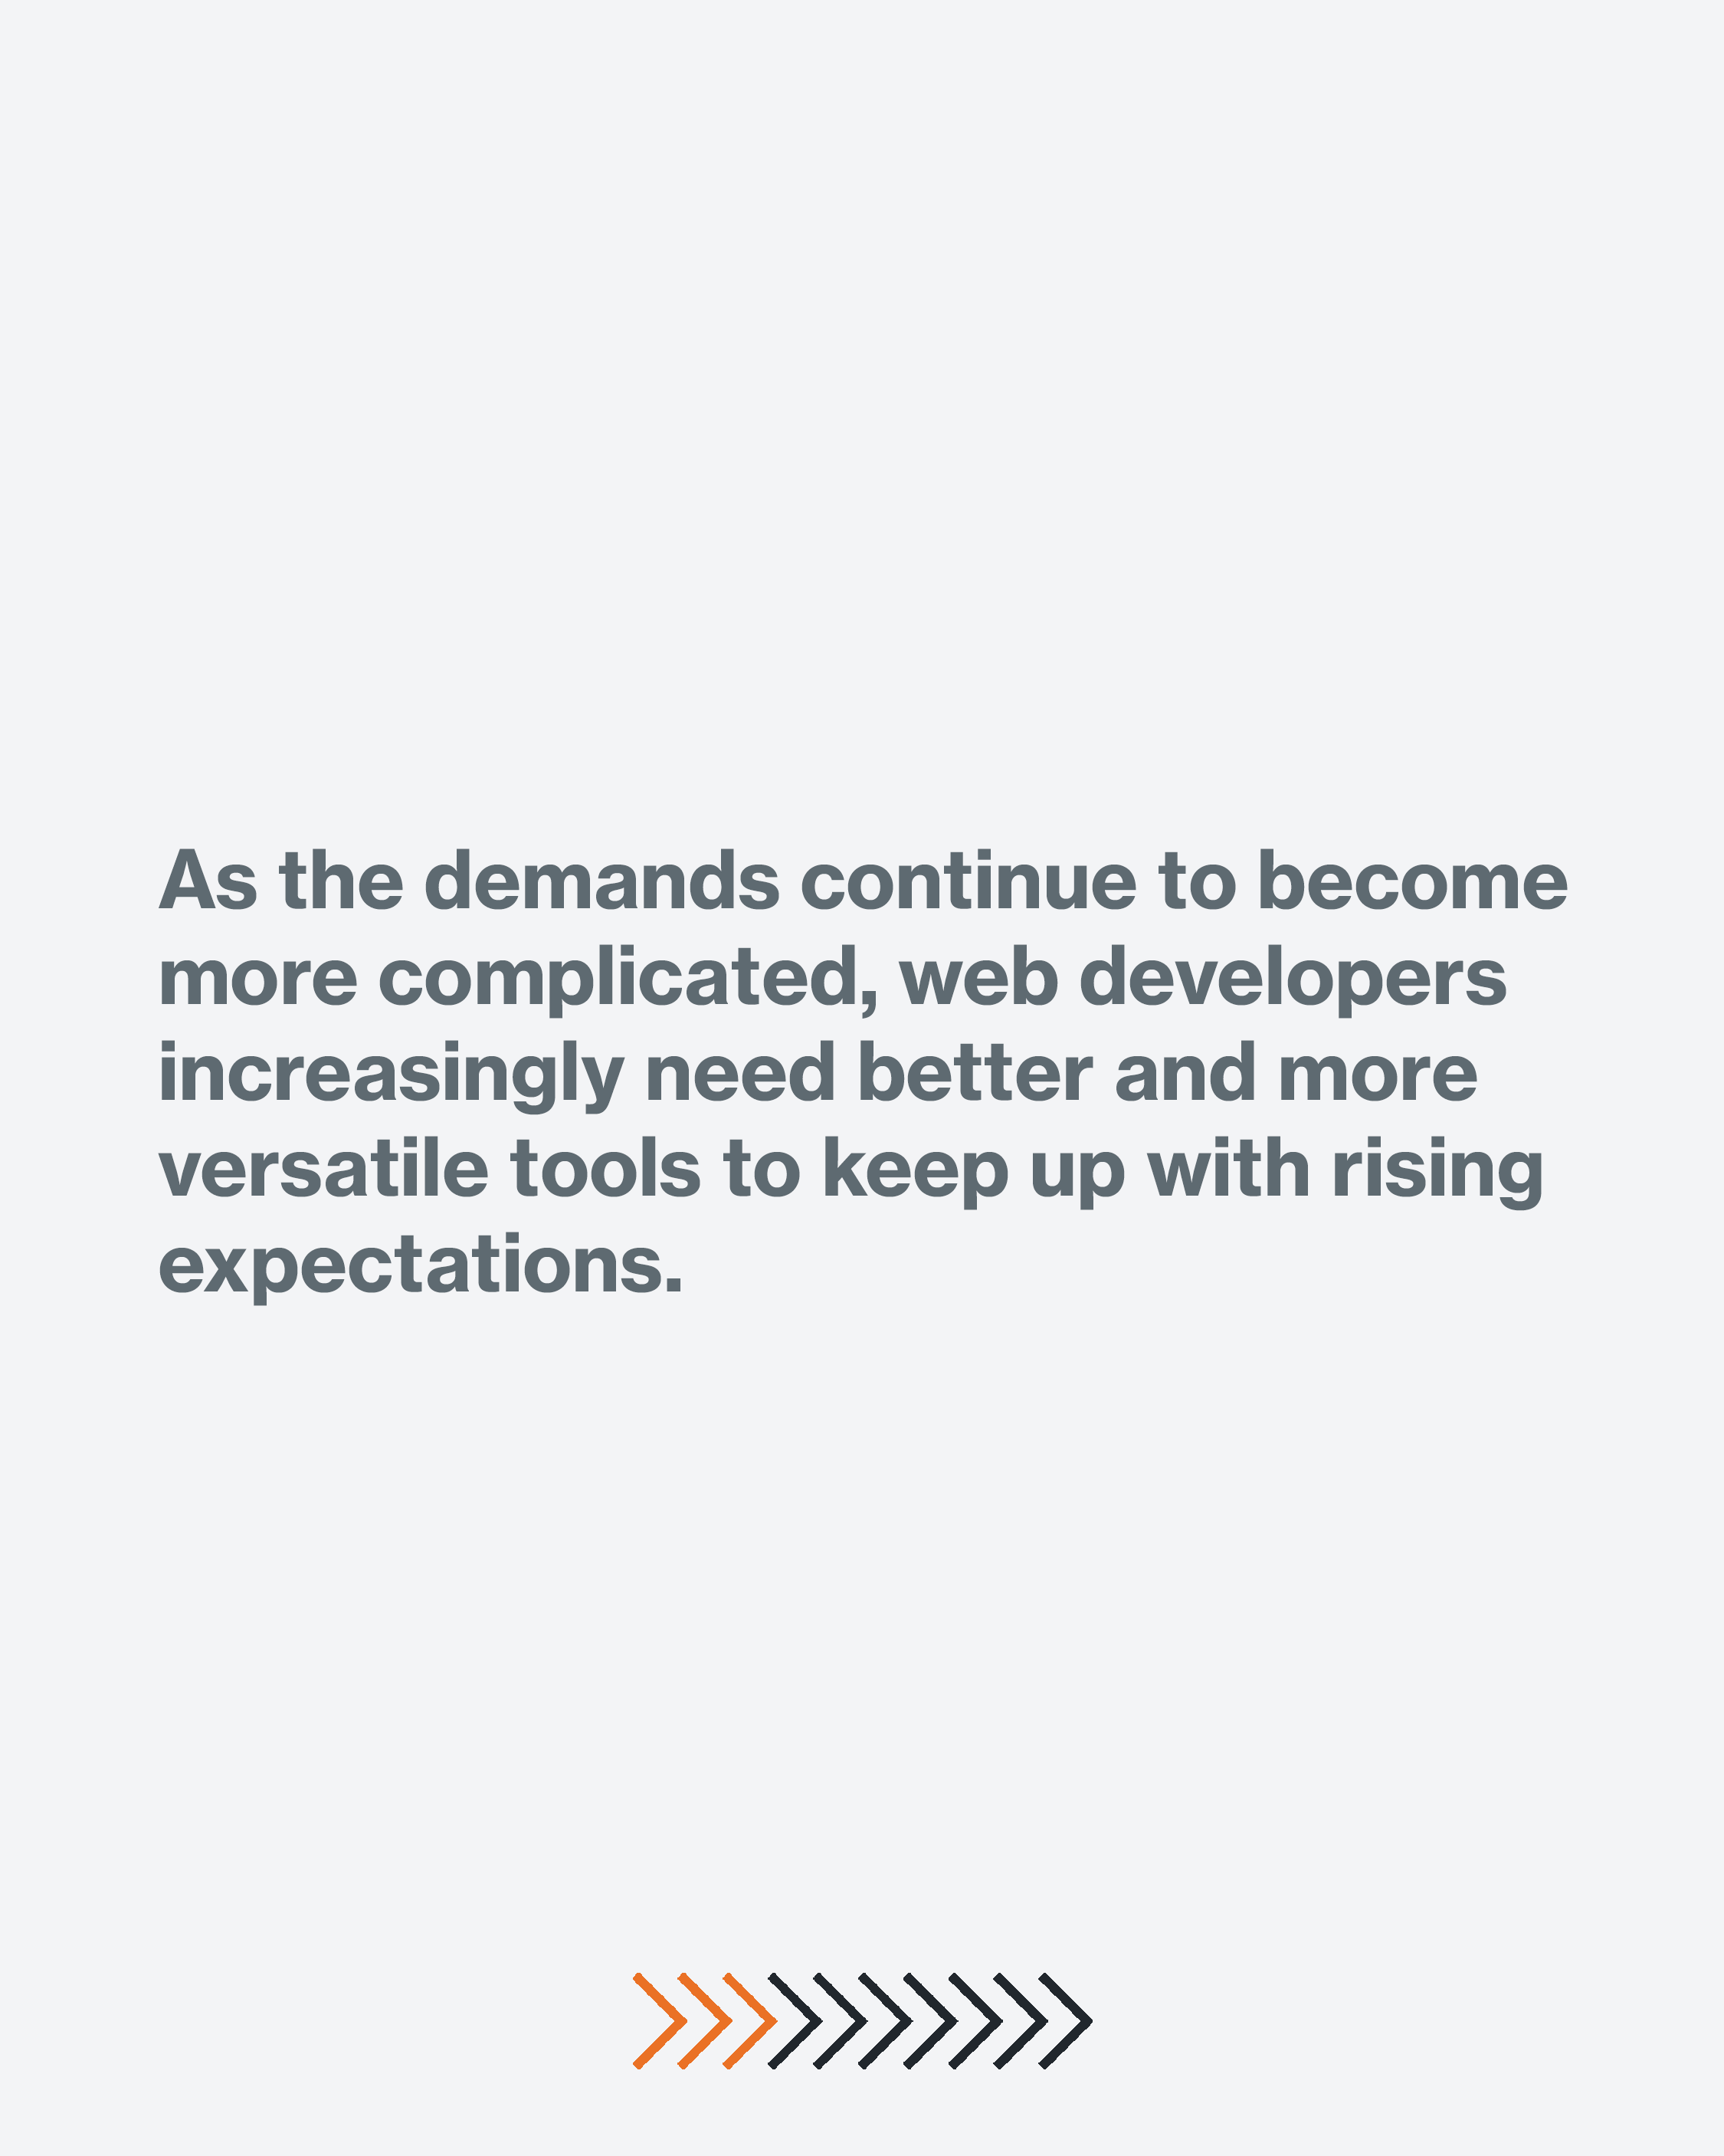 As the demands continue to become
more complicated, web developers
increasingly need better and more
versatile tools to keep up with rising
expectations.